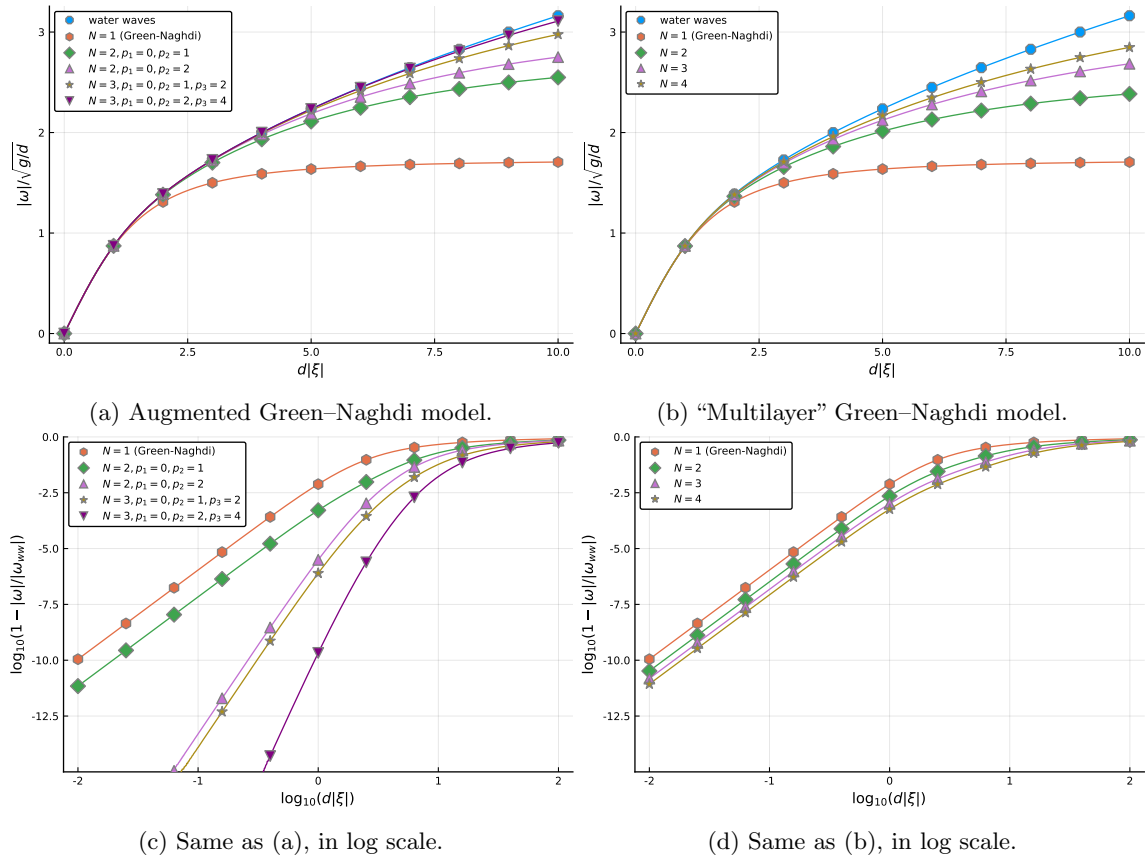 water waves
N = 1 (Green-Naghdi)
N = 2, p₁ = 0, p₂ = 1
N = 2, p₁ = 0, p₂ = 2
N = 3, p₁ = 0, p₂ = 1, p₃ = 2
N = 3, p₁ = 0, p₂ = 2, p₃ = 4
3
2
1
0
|ω|/√g/d
0.0 2.5 5.0 7.5 10.0
d|ξ|
(a) Augmented Green–Naghdi model.
water waves
N = 1 (Green-Naghdi)
N = 2
N = 3
N = 4
3
2
1
0
|ω|/√g/d
0.0 2.5 5.0 7.5 10.0
d|ξ|
(b) “Multilayer” Green–Naghdi model.
N = 1 (Green-Naghdi)
N = 2, p₁ = 0, p₂ = 1
N = 2, p₁ = 0, p₂ = 2
N = 3, p₁ = 0, p₂ = 1, p₃ = 2
N = 3, p₁ = 0, p₂ = 2, p₃ = 4
0.0
-2.5
-5.0
-7.5
-10.0
-12.5
log₁₀(1 − |ω|/|ω_ww|)
-2 -1 0 1 2
log₁₀(d|ξ|)
(c) Same as (a), in log scale.
N = 1 (Green-Naghdi)
N = 2
N = 3
N = 4
0.0
-2.5
-5.0
-7.5
-10.0
-12.5
log₁₀(1 − |ω|/|ω_ww|)
-2 -1 0 1 2
log₁₀(d|ξ|)
(d) Same as (b), in log scale.